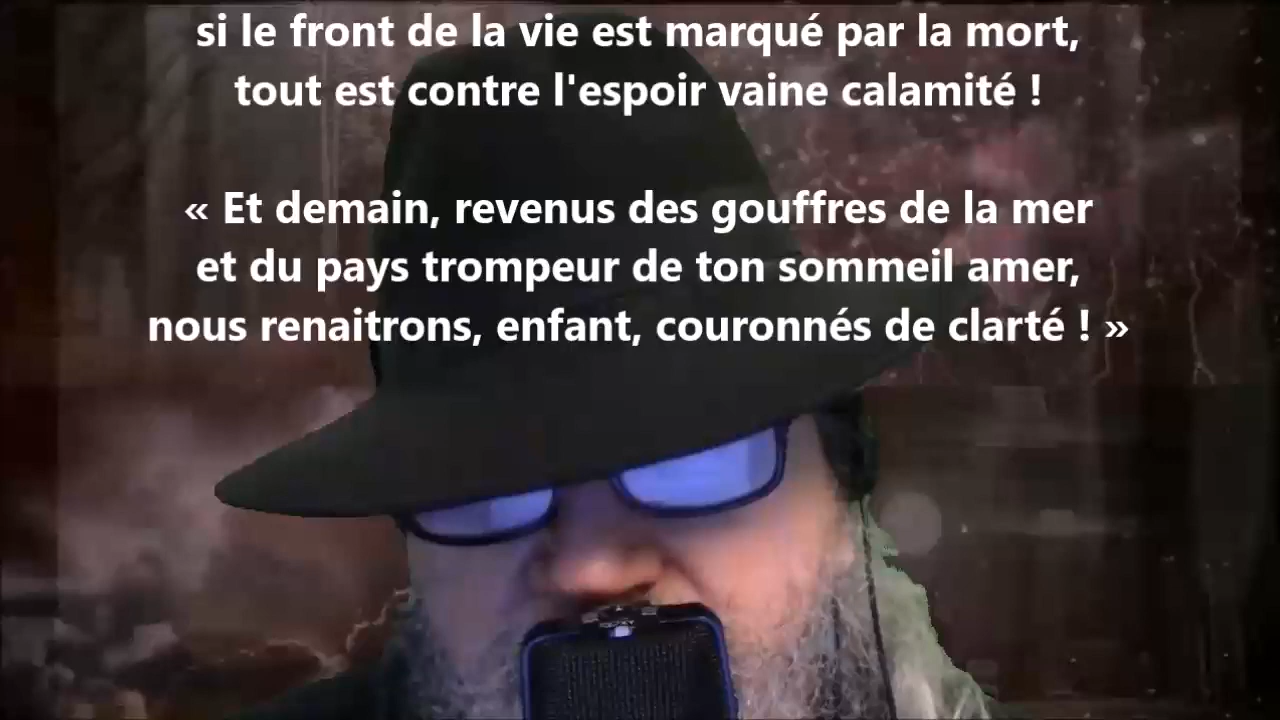 si le front de la vie est marqué par la mort,
tout est contre l'espoir vaine calamité !
« Et demain, revenus des gouffres de la mer
et du pays trompeur de ton sommeil amer,
nous renaitrons, enfant, couronnés de clarté ! »